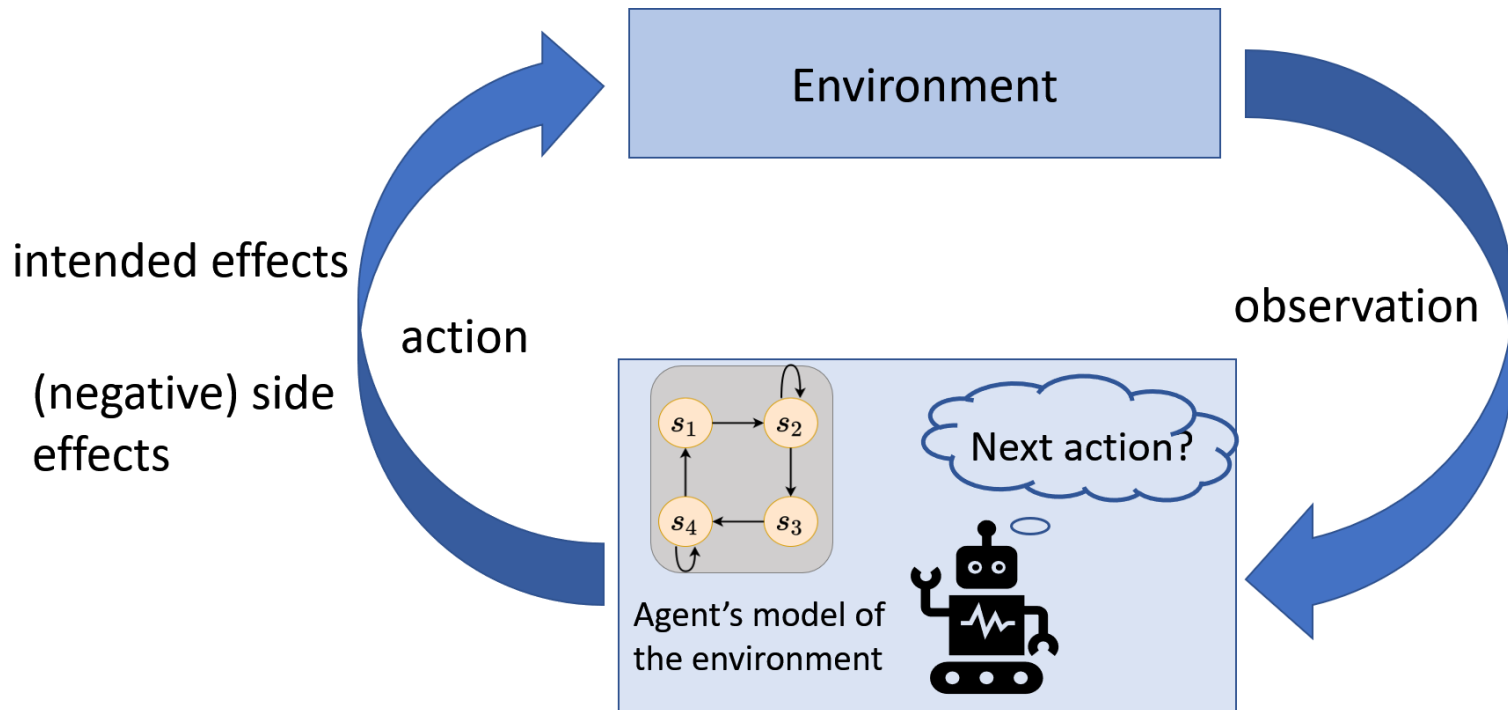 Environment
intended effects
action
observation
(negative) side
effects
s₁
s₂
s₄
s₃
Next action?
Agent’s model of
the environment